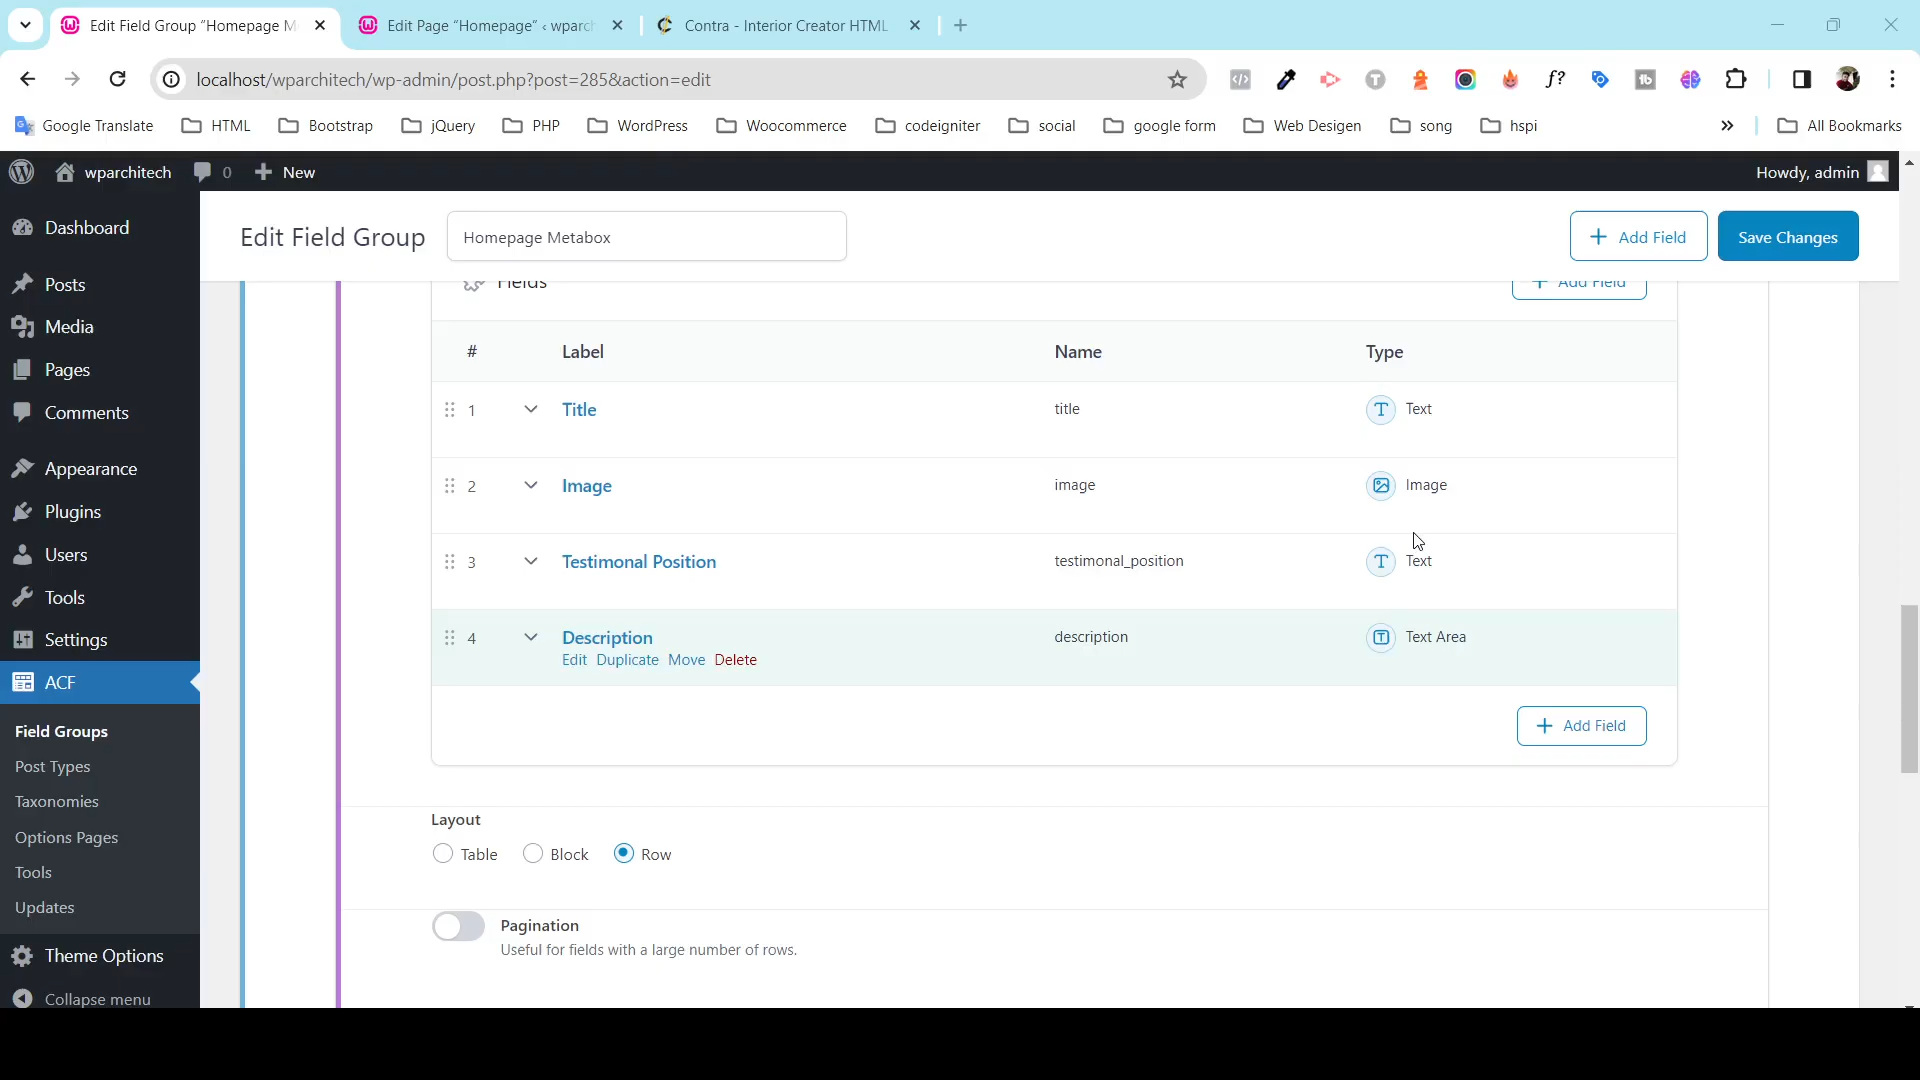 Edit Field Group “Homepage M
Edit Page “Homepage” ‹ wparch
Contra - Interior Creator HTML
localhost/wparchitech/wp-admin/post.php?post=285&action=edit
Google Translate
HTML
Bootstrap
jQuery
PHP
WordPress
Woocommerce
codeigniter
social
google form
Web Desigen
song
hspi
»
All Bookmarks
wparchitech
0
New
Howdy, admin
Dashboard
Posts
Media
Pages
Comments
Appearance
Plugins
Users
Tools
Settings
ACF
Field Groups
Post Types
Taxonomies
Options Pages
Tools
Updates
Theme Options
Collapse menu
Edit Field Group
Homepage Metabox
+ Add Field
Save Changes
Fields
+ Add Field
# Label Name Type
1 Title title Text
2 Image image Image
3 Testimonal Position testimonal_position Text
4 Description description Text Area
Edit Duplicate Move Delete
+ Add Field
Layout
Table Block Row
Pagination
Useful for fields with a large number of rows.